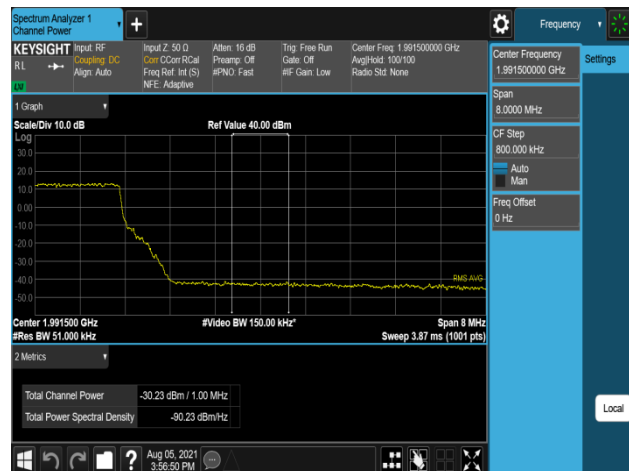 Spectrum Analyzer 1
Channel Power
+
Frequency
KEYSIGHT
RL
LW
Input: RF
Coupling: DC
Align: Auto
Input Z: 50 Ω
Corr CCorr RCal
Freq Ref: Int (S)
NFE: Adaptive
Atten: 16 dB
Preamp: Off
#PNO: Fast
Trig: Free Run
Gate: Off
#IF Gain: Low
Center Freq: 1.991500000 GHz
Avg|Hold: 100/100
Radio Std: None
Center Frequency
1.991500000 GHz
Settings
Span
8.0000 MHz
CF Step
800.000 kHz
Auto
Man
Freq Offset
0 Hz
1 Graph
Scale/Div 10.0 dB
Ref Value 40.00 dBm
Log
30.0
20.0
10.0
0.00
-10.0
-20.0
-30.0
-40.0
-50.0
RMS AVG
Center 1.991500 GHz
#Video BW 150.00 kHz*
Span 8 MHz
#Res BW 51.000 kHz
Sweep 3.87 ms (1001 pts)
2 Metrics
Total Channel Power
-30.23 dBm / 1.00 MHz
Total Power Spectral Density
-90.23 dBm/Hz
Local
?
Aug 05, 2021
3:56:50 PM